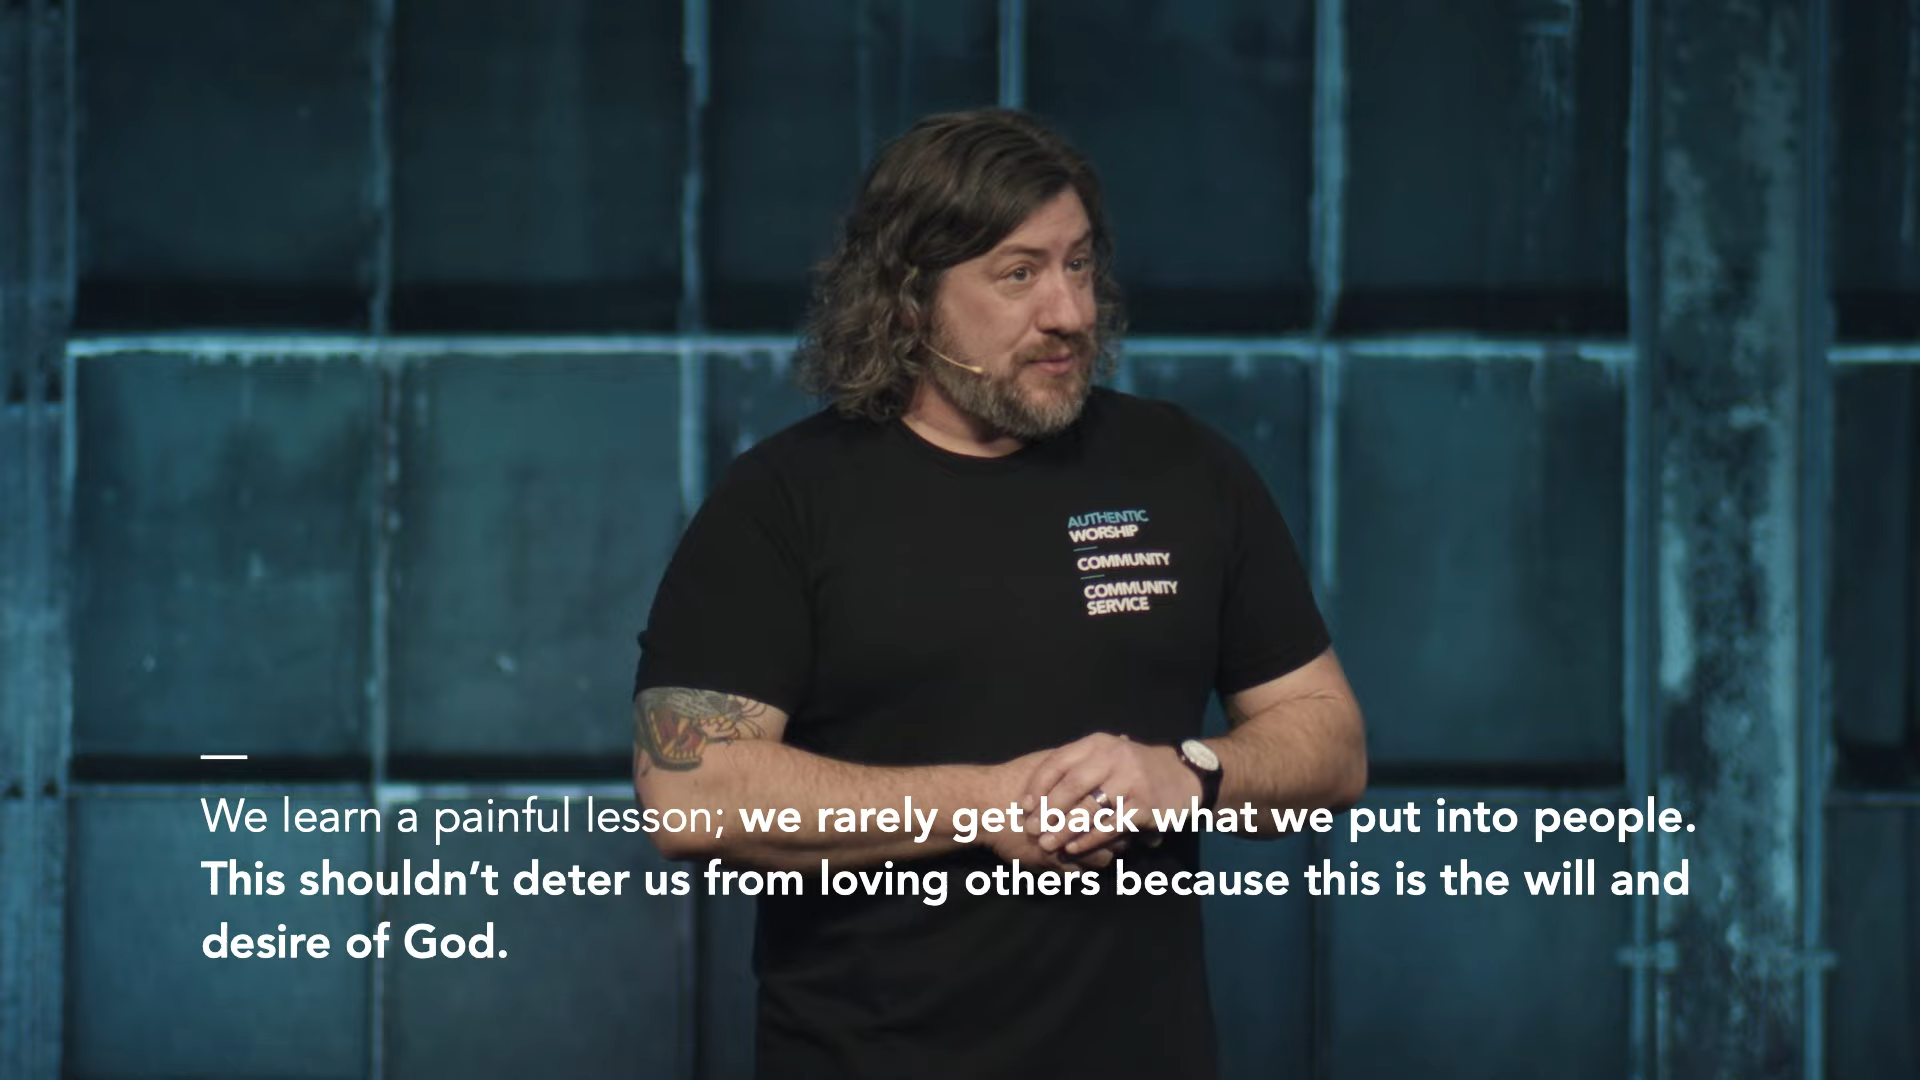 AUTHENTIC
WORSHIP
COMMUNITY
COMMUNITY
SERVICE
We learn a painful lesson; we rarely get back what we put into people.
This shouldn't deter us from loving others because this is the will and
desire of God.